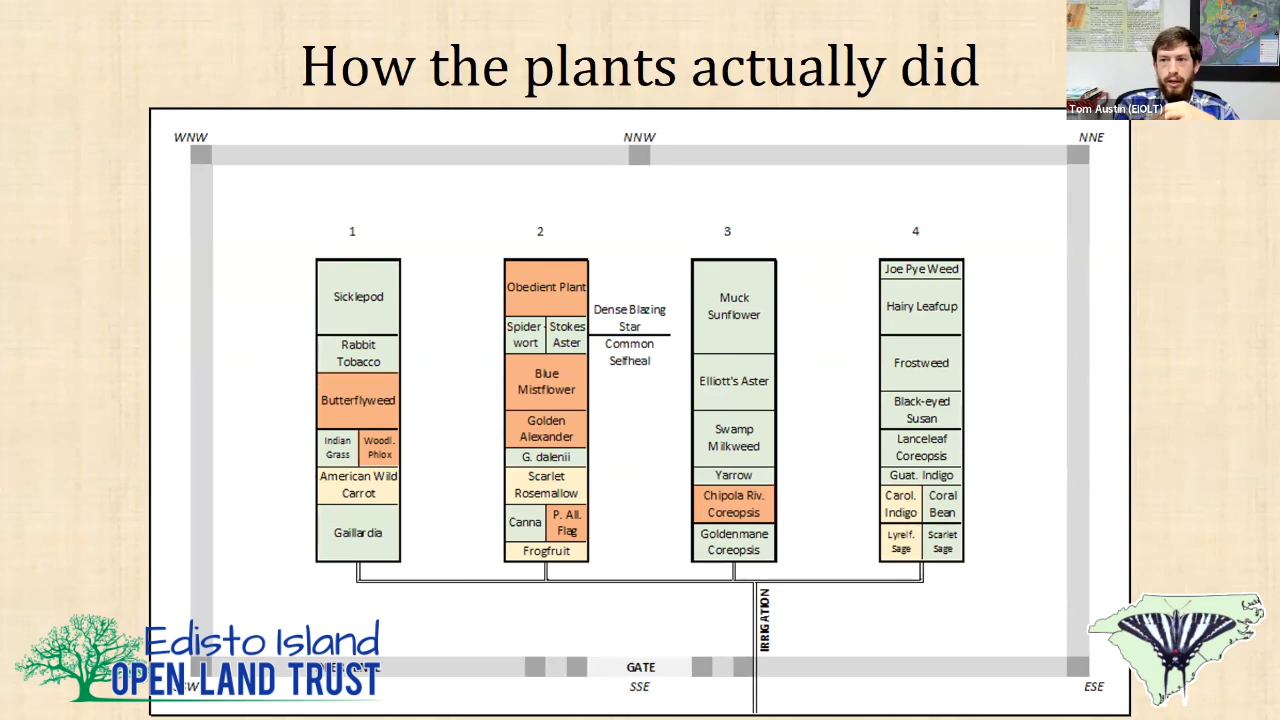 How the plants actually did
Tom Austin (EIOLT)
WNW
NNW
NNE
1
2
3
4
Sicklepod
Rabbit
Tobacco
Butterflyweed
Indian
Grass
Woodl.
Phlox
American Wild
Carrot
Gaillardia
Obedient Plant
Spider-
wort
Stokes
Aster
Dense Blazing
Star
Common
Selfheal
Blue
Mistflower
Golden
Alexander
G. dalenii
Scarlet
Rosemallow
Canna
P. All.
Flag
Frogfruit
Muck
Sunflower
Elliott's Aster
Swamp
Milkweed
Yarrow
Chipola Riv.
Coreopsis
Goldenmane
Coreopsis
Joe Pye Weed
Hairy Leafcup
Frostweed
Black-eyed
Susan
Lanceleaf
Coreopsis
Guat. Indigo
Carol.
Indigo
Coral
Bean
Lyrelf.
Sage
Scarlet
Sage
IRRIGATION
GATE
SSE
ESE
Edisto Island
OPEN LAND TRUST